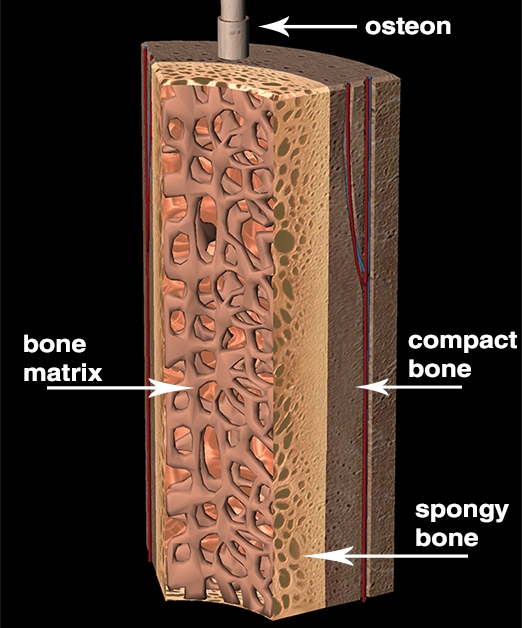 osteon
bone
matrix
compact
bone
spongy
bone